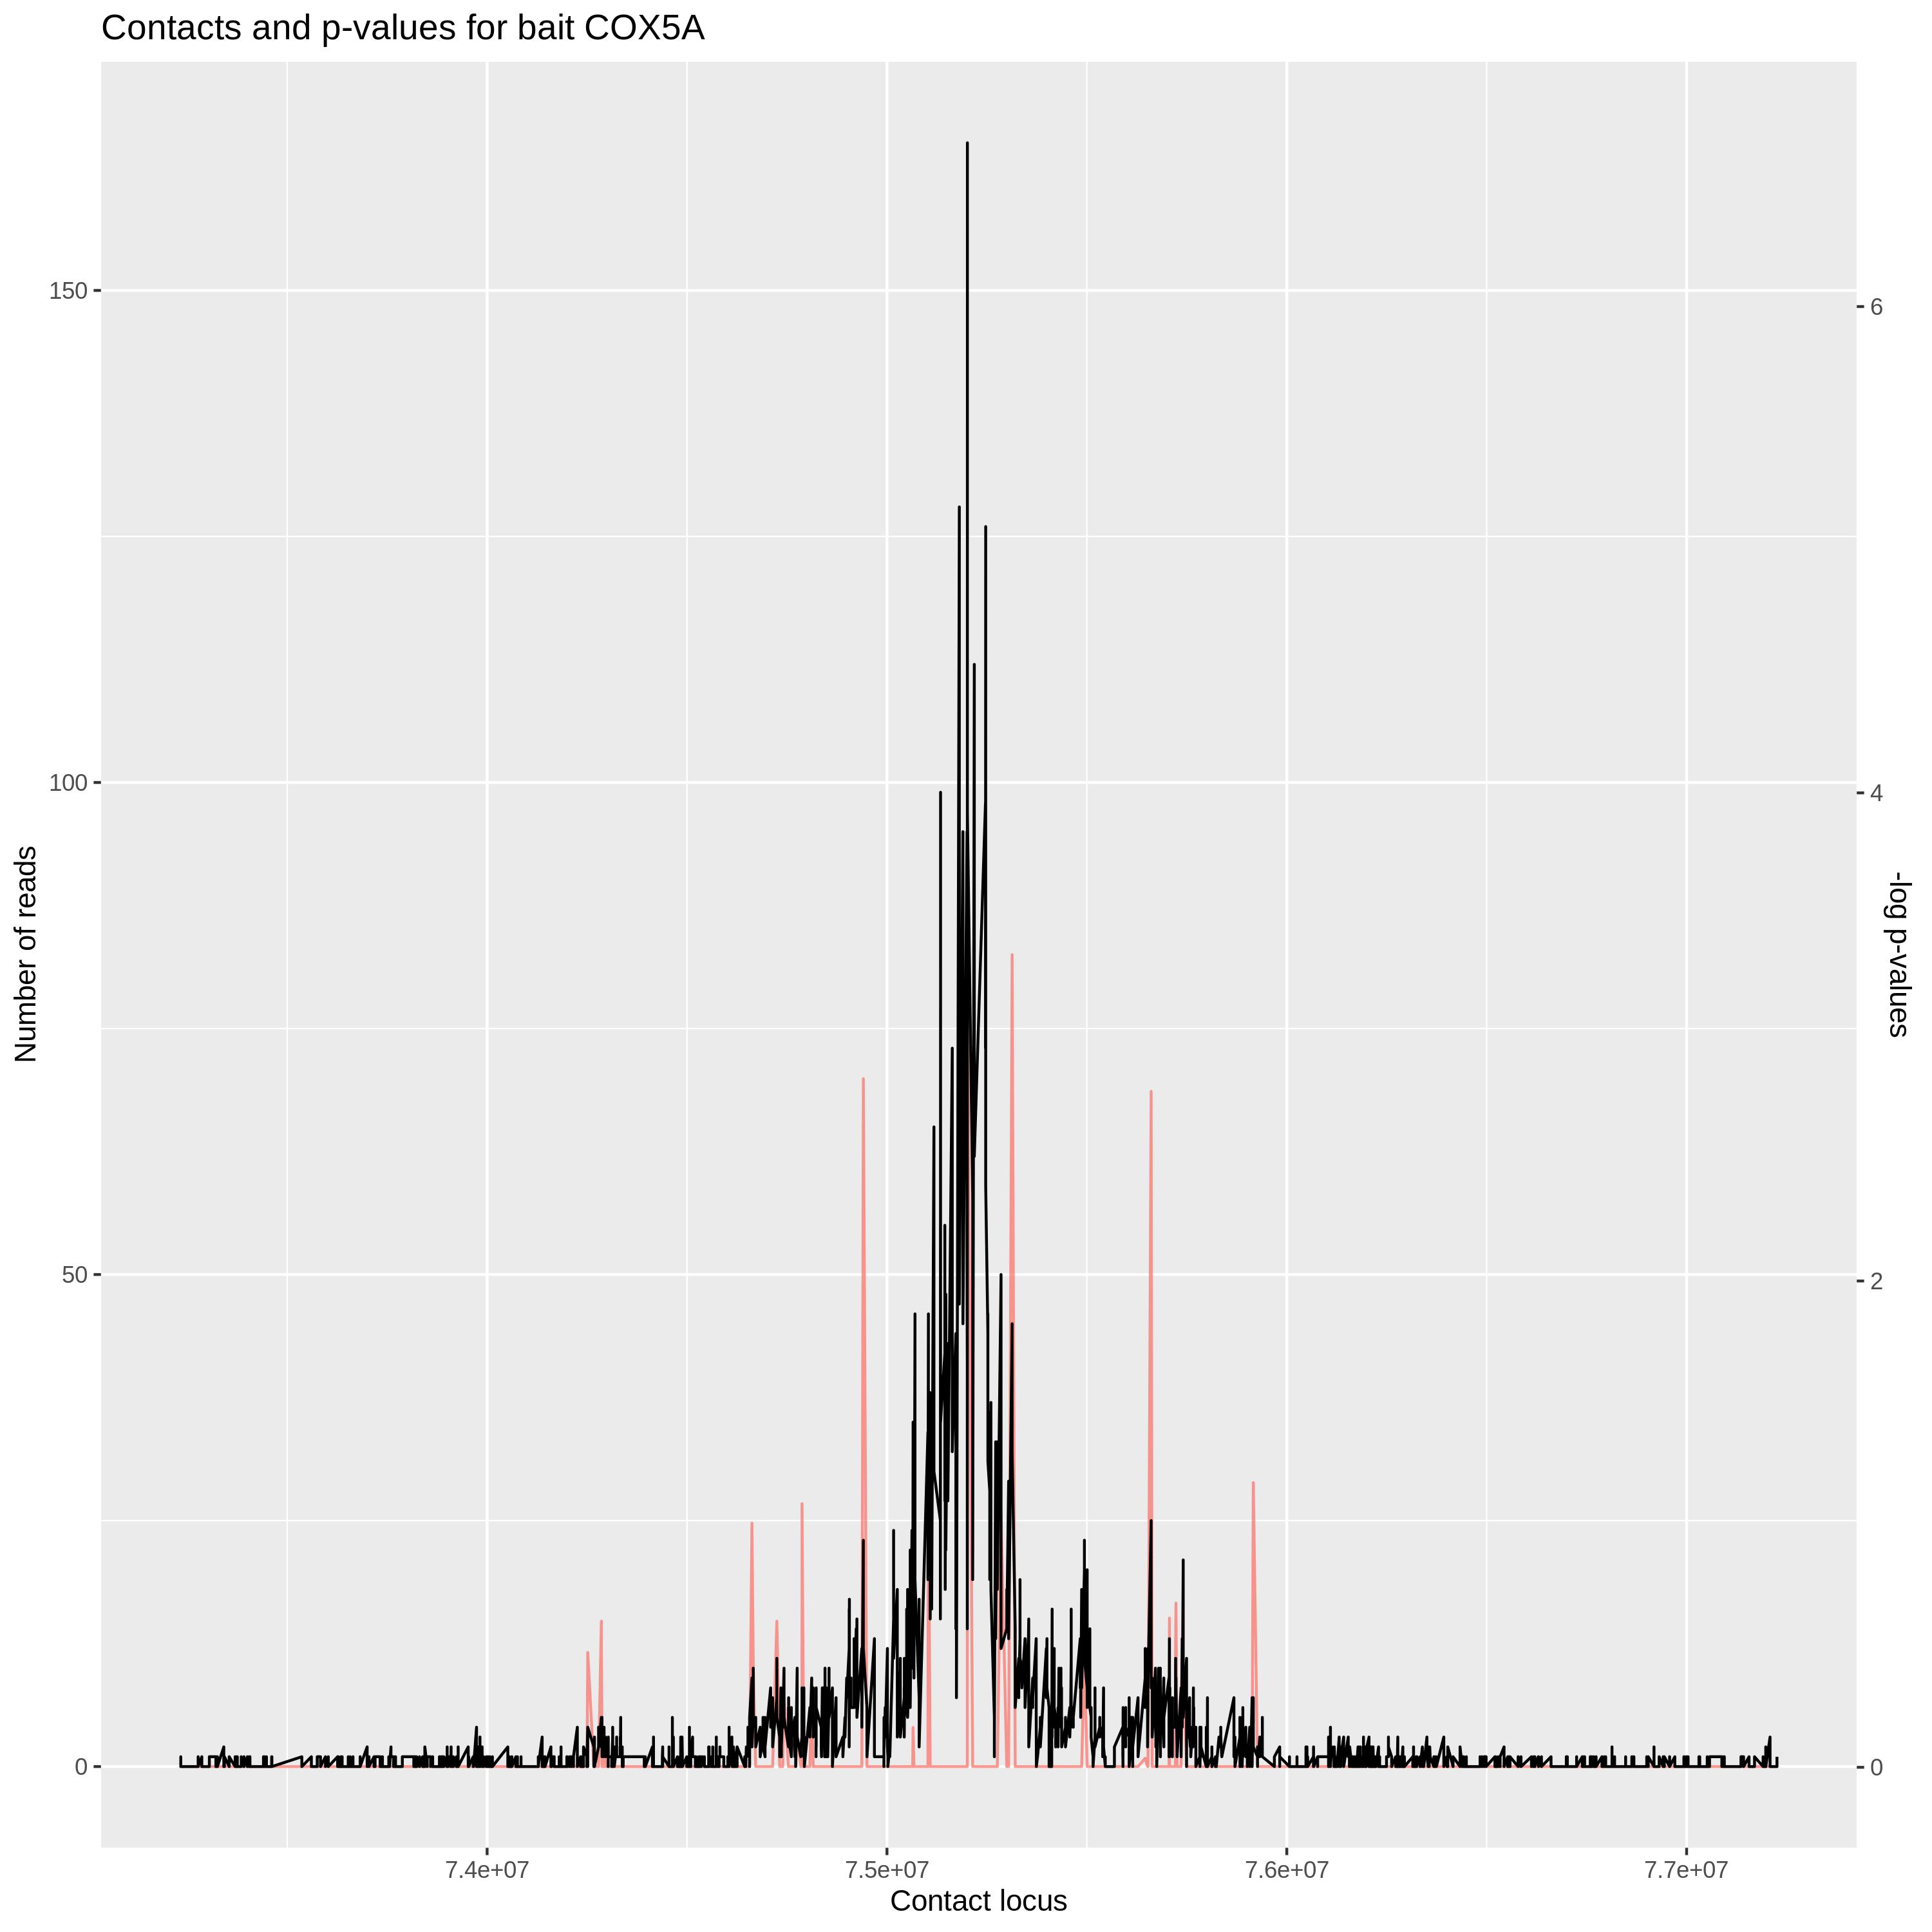 Contacts and p-values for bait COX5A
150
100
50
0
Number of reads
6
4
2
0
-log p-values
7.4e+07
7.5e+07
7.6e+07
7.7e+07
Contact locus